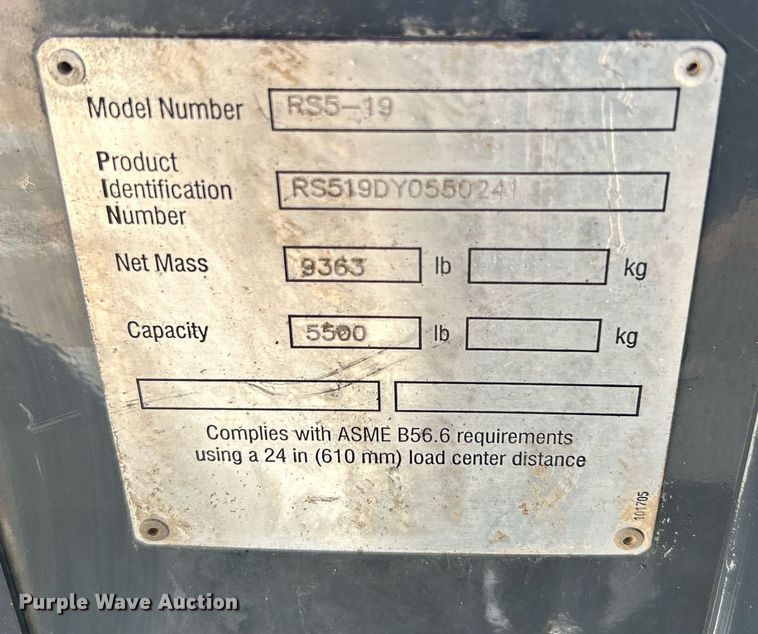 Model Number RS5-19
Product
Identification
Number RS519DY0550241
Net Mass 9363 lb kg
Capacity 5500 lb kg
Complies with ASME B56.6 requirements
using a 24 in (610 mm) load center distance
101705
Purple Wave Auction